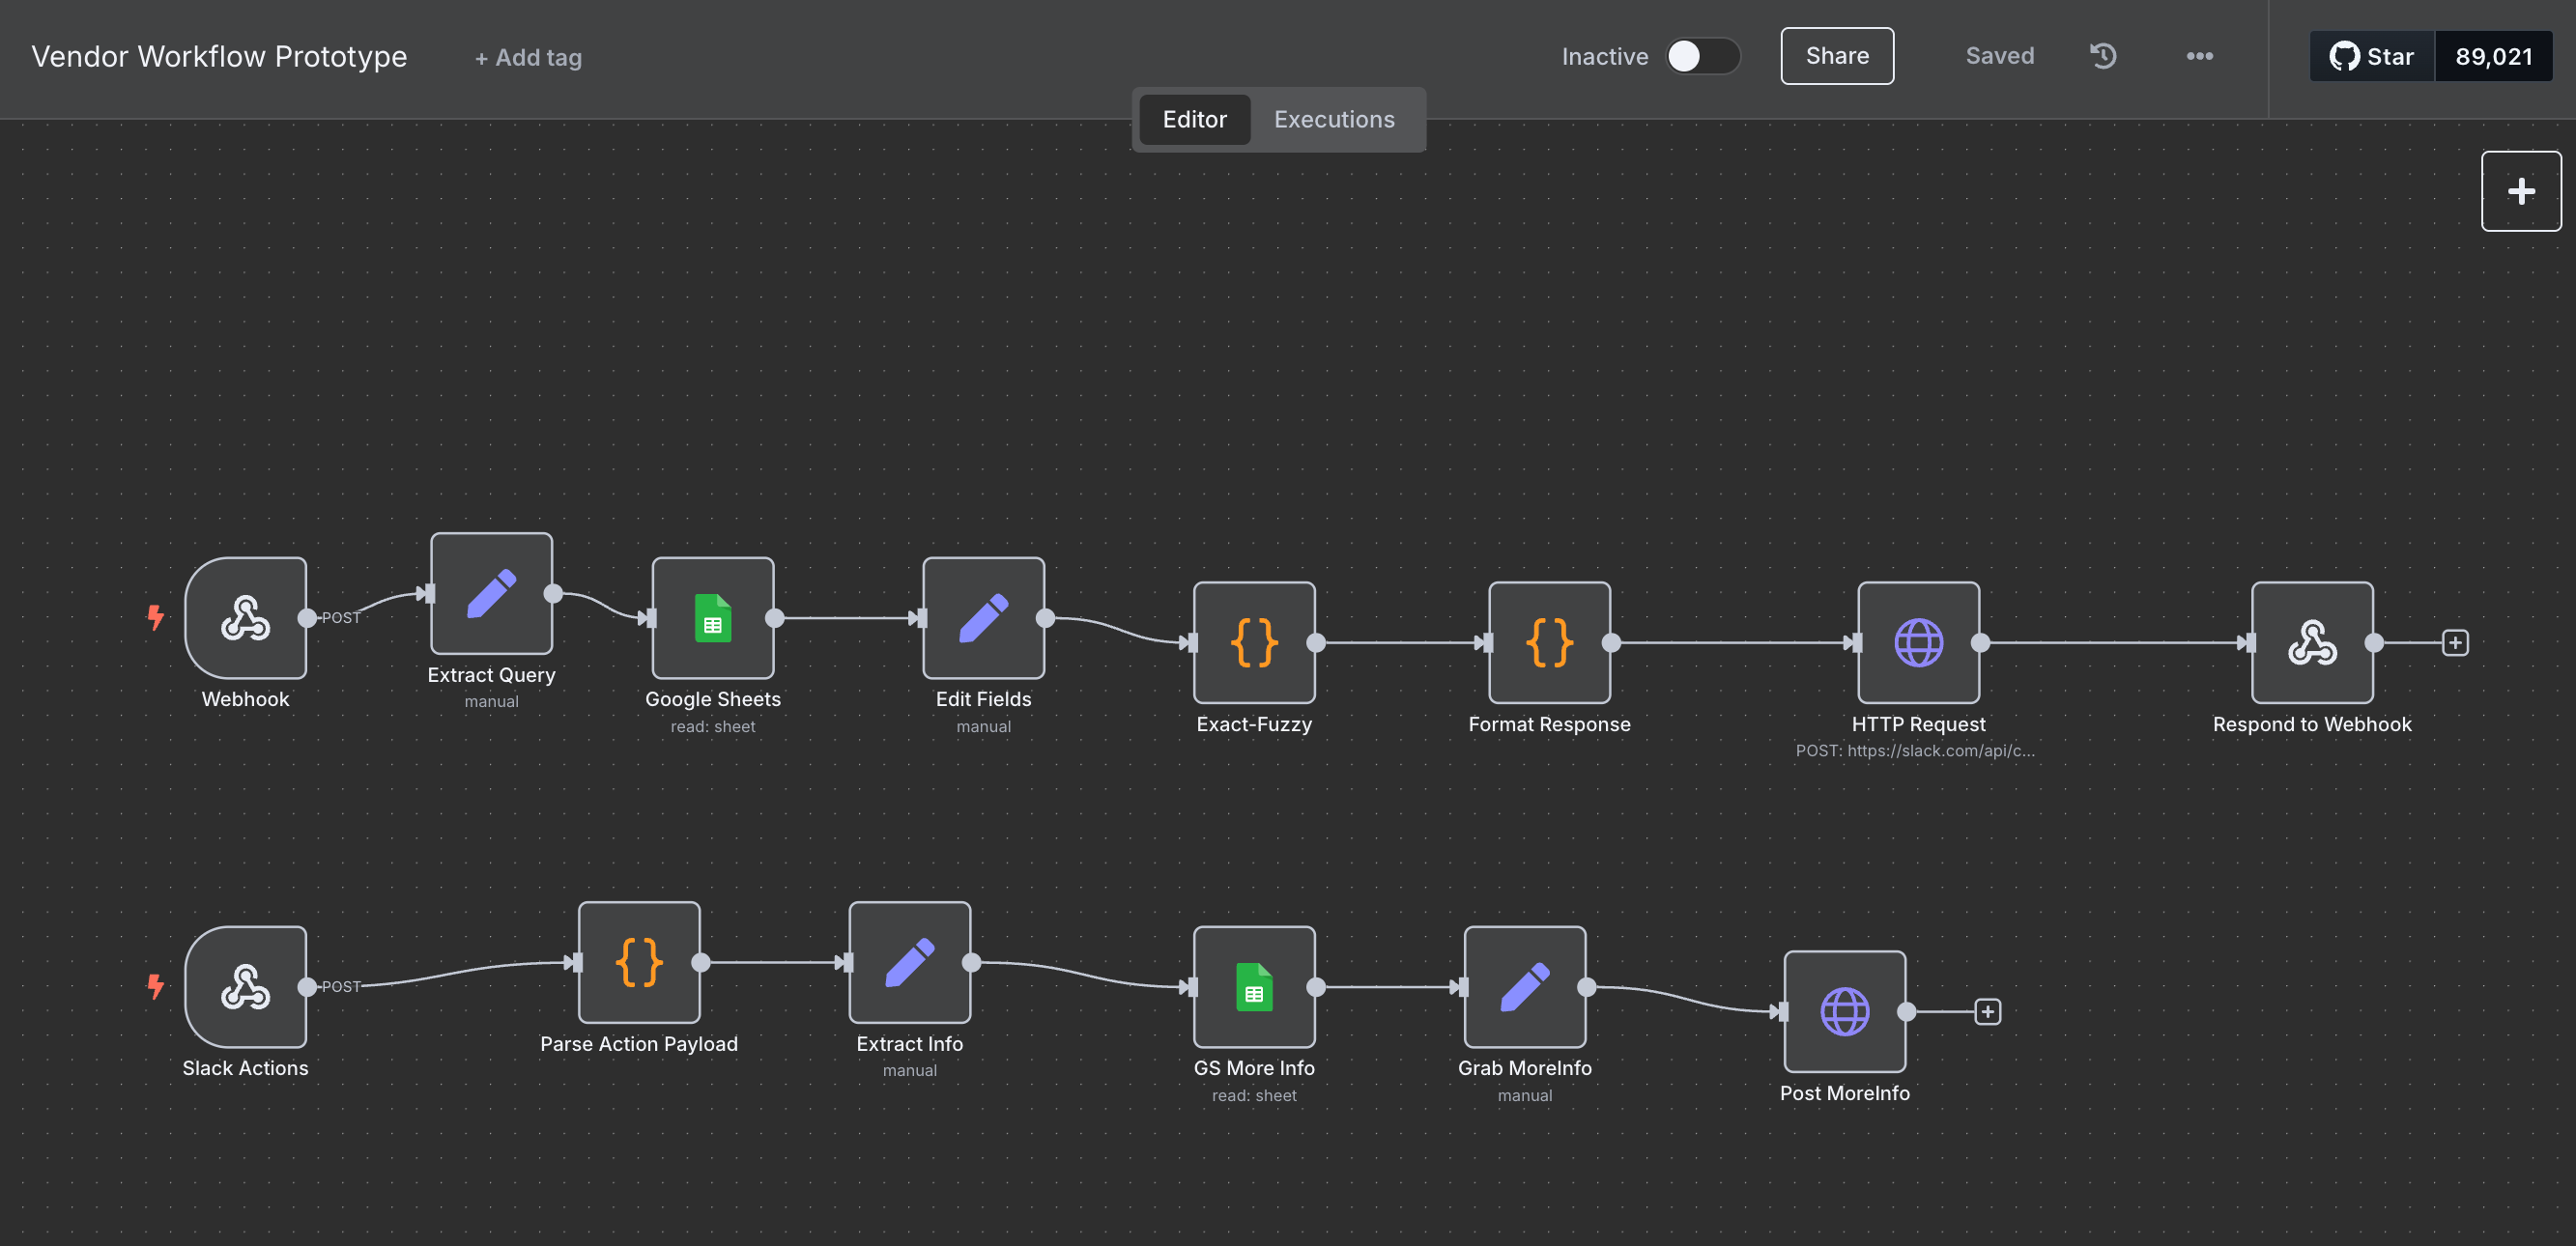 Vendor Workflow Prototype
+ Add tag
Inactive
Share
Saved
Star
89,021
Editor
Executions
POST
Webhook
Extract Query
manual
Google Sheets
read: sheet
Edit Fields
manual
{}
Exact-Fuzzy
{}
Format Response
HTTP Request
POST: https://slack.com/api/c...
Respond to Webhook
POST
Slack Actions
{}
Parse Action Payload
Extract Info
manual
GS More Info
read: sheet
Grab MoreInfo
manual
Post MoreInfo